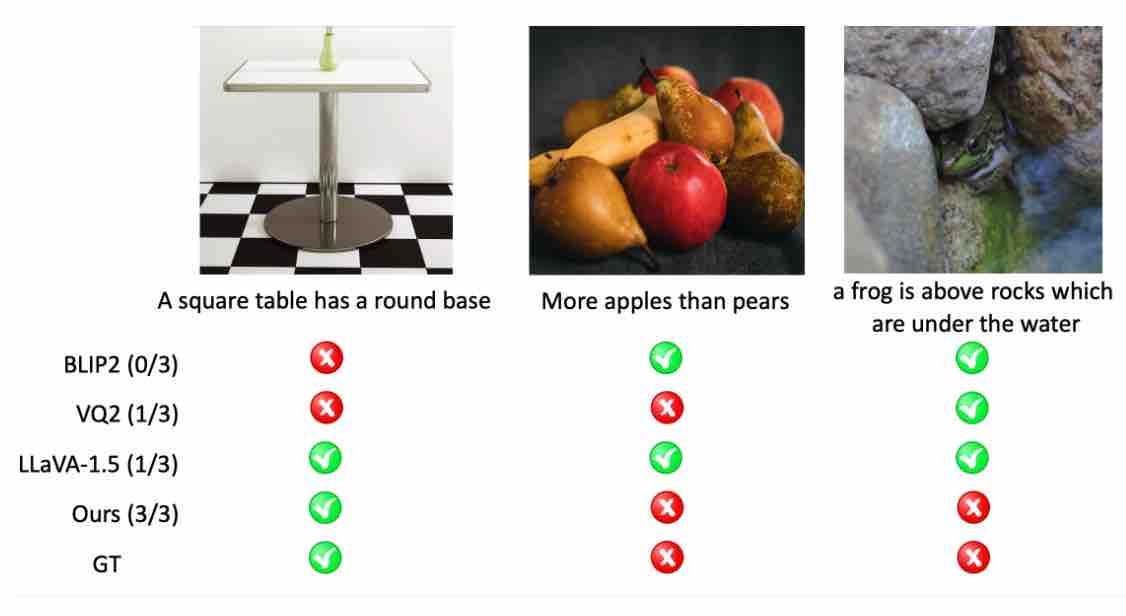 A square table has a round base
More apples than pears
a frog is above rocks which
are under the water
BLIP2 (0/3)
VQ2 (1/3)
LLaVA-1.5 (1/3)
Ours (3/3)
GT